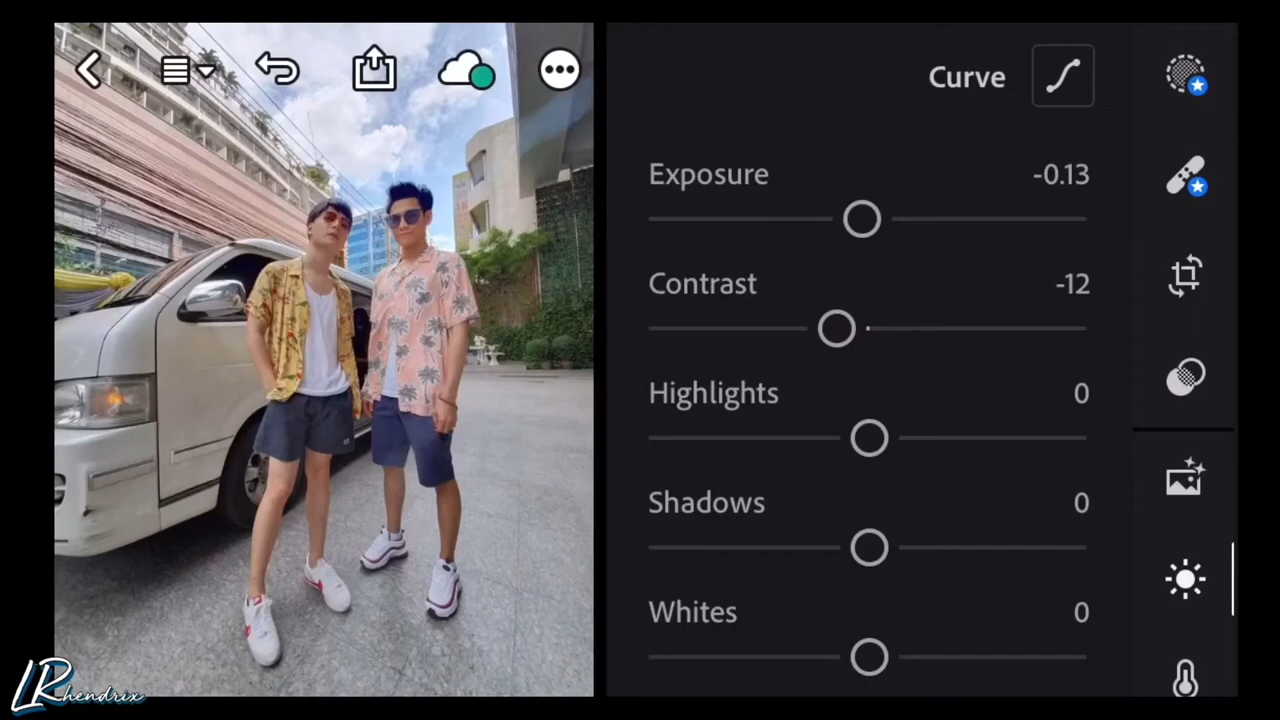 Curve
Exposure -0.13
Contrast -12
Highlights 0
Shadows 0
Whites 0
LRhendrix